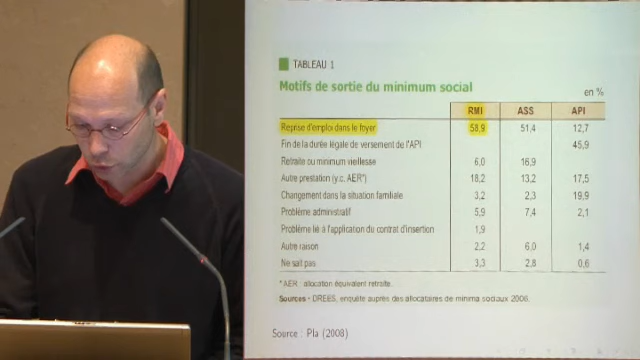 TABLEAU 1
Motifs de sortie du minimum social
en %
RMI ASS API
Reprise d'emploi dans le foyer 58,9 51,4 12,7
Fin de la durée légale de versement de l'API 45,9
Retraite ou minimum vieillesse 6,0 16,9
Autre prestation (y.c. AER*) 18,2 13,2 17,5
Changement dans la situation familiale 3,2 2,3 19,9
Problème administratif 5,9 7,4 2,1
Problème lié à l'application du contrat d'insertion 1,9
Autre raison 2,2 6,0 1,4
Ne sait pas 3,3 2,8 0,6
* AER : allocation équivalent retraite.
Sources - DREES, enquête auprès des allocataires de minima sociaux 2006.
Source : Pla (2008)